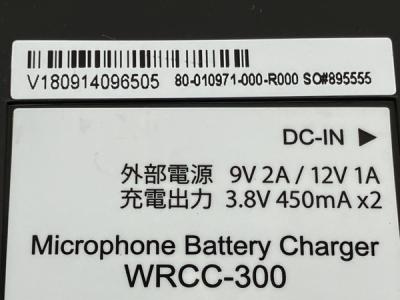 V180914096505 80-010971-000-R000 SO#895555
DC-IN ▶
外部電源 9V 2A / 12V 1A
充電出力 3.8V 450mA x2
Microphone Battery Charger
WRCC-300